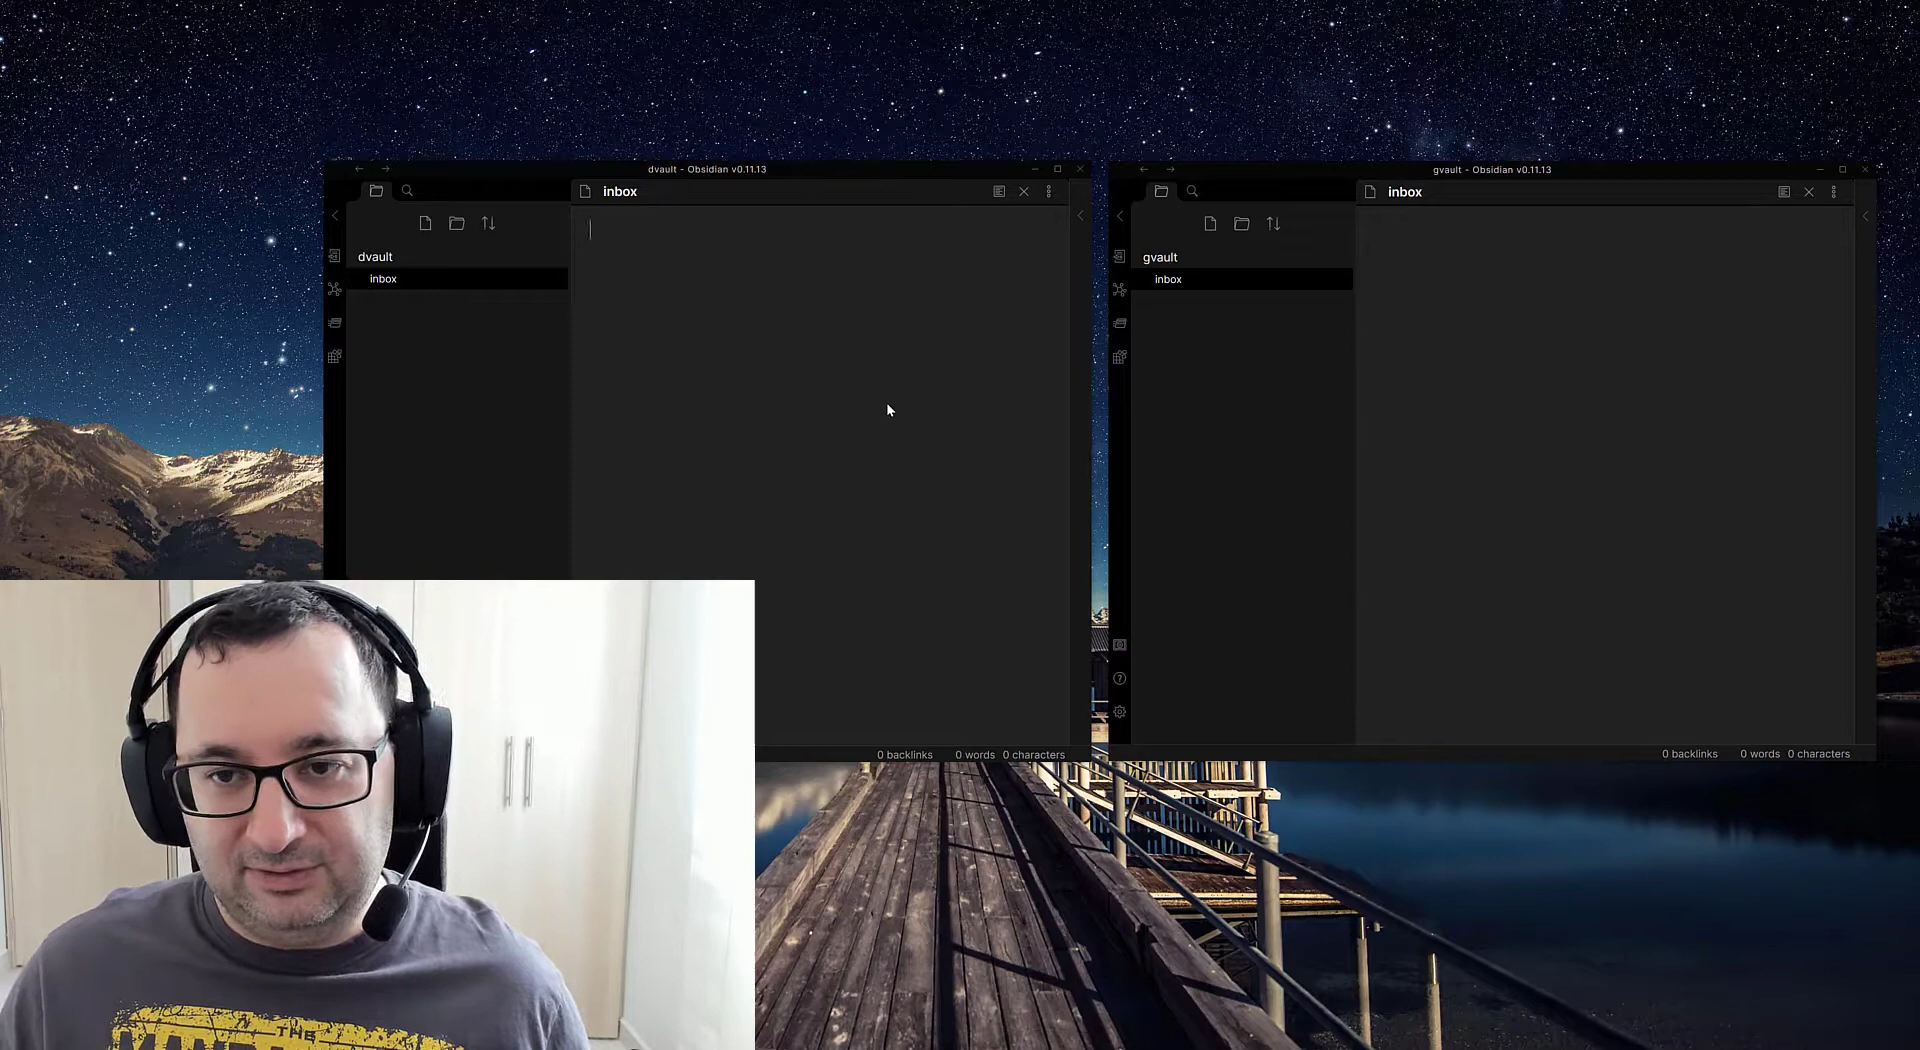 dvault - Obsidian v0.11.13
inbox
dvault
inbox
0 backlinks 0 words 0 characters
gvault - Obsidian v0.11.13
inbox
gvault
inbox
0 backlinks 0 words 0 characters
THE